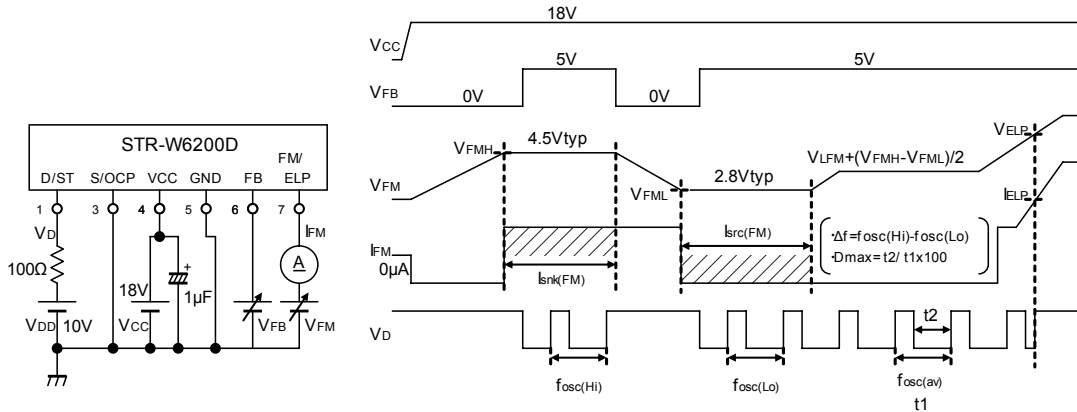 STR-W6200D
FM/
D/ST S/OCP VCC GND FB ELP
1 3 4 5 6 7
VD
100Ω
VDD 10V
18V
VCC
+
1μF
VFB
IFM
A
VFM
VCC
18V
VFB
0V 5V 0V 5V
VFM
VFMH
4.5Vtyp
VFML
2.8Vtyp
VLFM+(VFMH-VFML)/2
VELP
IELP
IFM
0μA
Isnk(FM)
Isrc(FM)
·Δf=fosc(Hi)-fosc(Lo)
·Dmax=t2/ t1x100
VD
t2
fosc(Hi)
fosc(Lo)
fosc(av)
t1